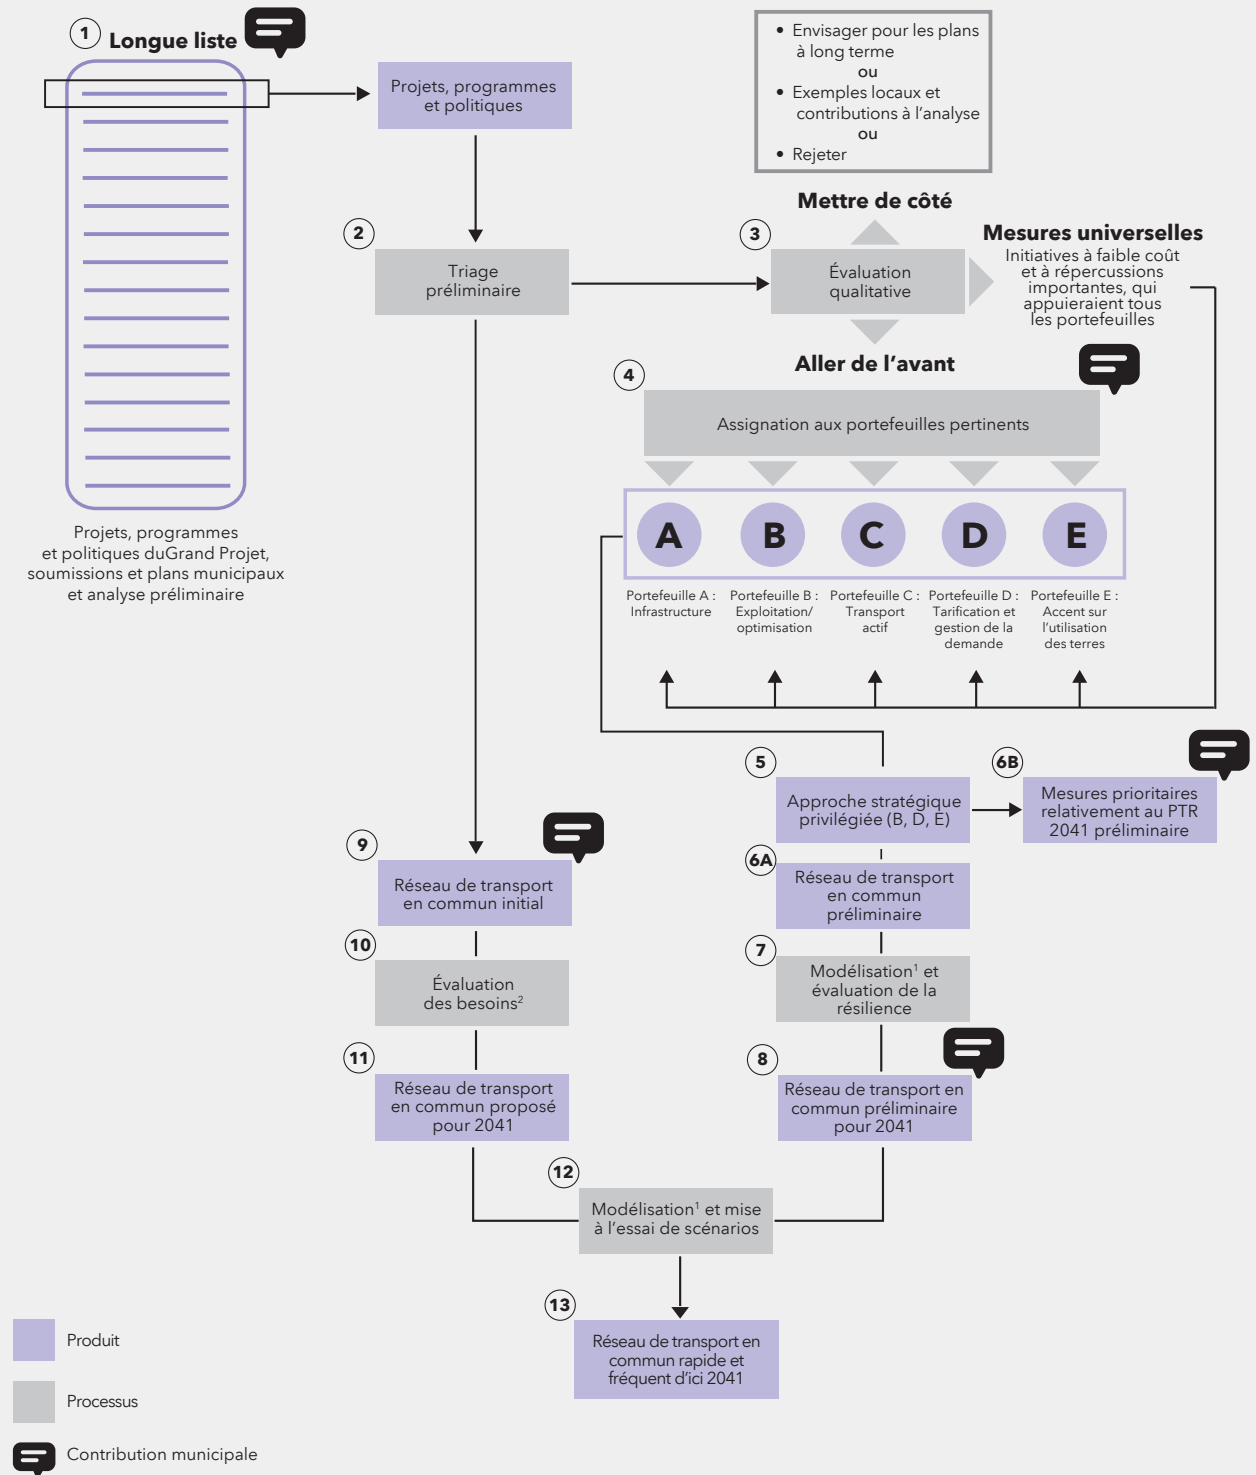 1 Longue liste
Projets, programmes
et politiques duGrand Projet,
soumissions et plans municipaux
et analyse préliminaire
Projets, programmes
et politiques
2
Triage
préliminaire
• Envisager pour les plans
à long terme
ou
• Exemples locaux et
contributions à l'analyse
ou
• Rejeter
Mettre de côté
3
Évaluation
qualitative
Mesures universelles
Initiatives à faible coût
et à répercussions
importantes, qui
appuieraient tous
les portefeuilles
Aller de l'avant
4
Assignation aux portefeuilles pertinents
A B C D E
Portefeuille A :
Infrastructure
Portefeuille B :
Exploitation/
optimisation
Portefeuille C :
Transport
actif
Portefeuille D :
Tarification et
gestion de la
demande
Portefeuille E :
Accent sur
l'utilisation
des terres
5
Approche stratégique
privilégiée (B, D, E)
6B
Mesures prioritaires
relativement au PTR
2041 préliminaire
6A
Réseau de transport
en commun
préliminaire
7
Modélisation¹ et
évaluation de la
résilience
8
Réseau de transport en
commun préliminaire
pour 2041
9
Réseau de transport
en commun initial
10
Évaluation
des besoins²
11
Réseau de transport
en commun proposé
pour 2041
12
Modélisation¹ et mise
à l'essai de scénarios
13
Réseau de transport en
commun rapide et
fréquent d'ici 2041
Produit
Processus
Contribution municipale